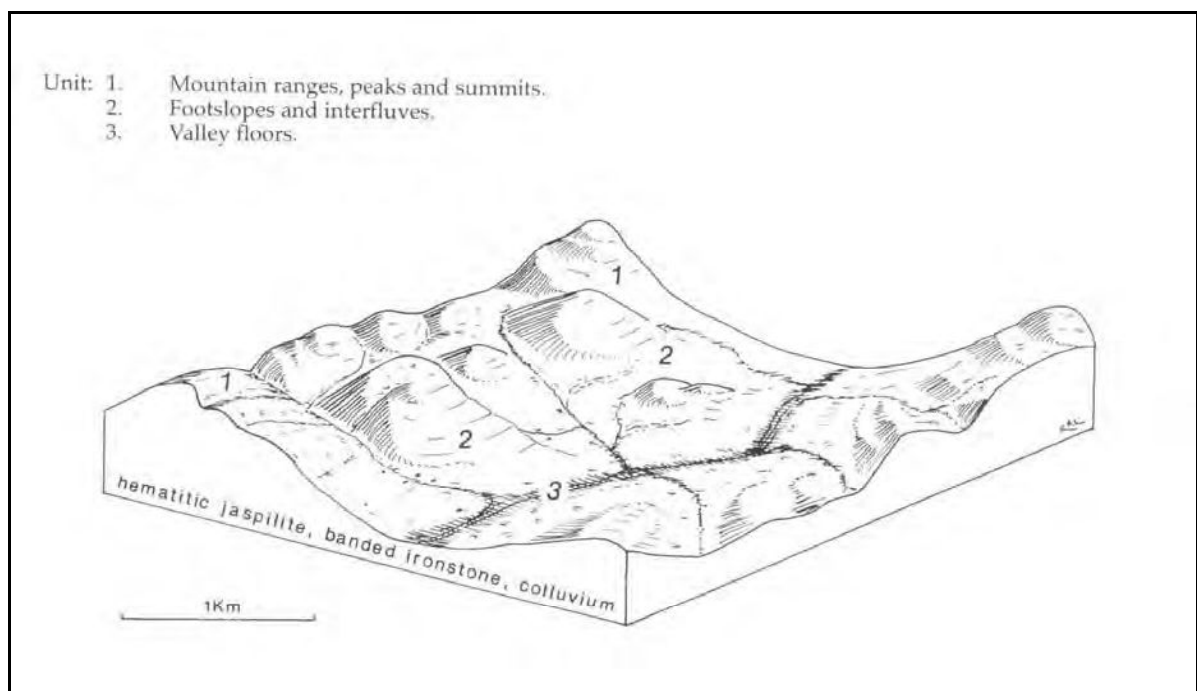 Unit: 1. Mountain ranges, peaks and summits.
2. Footslopes and interfluves.
3. Valley floors.
1
2
1
2
3
hematitic jaspilite, banded ironstone, colluvium
1Km